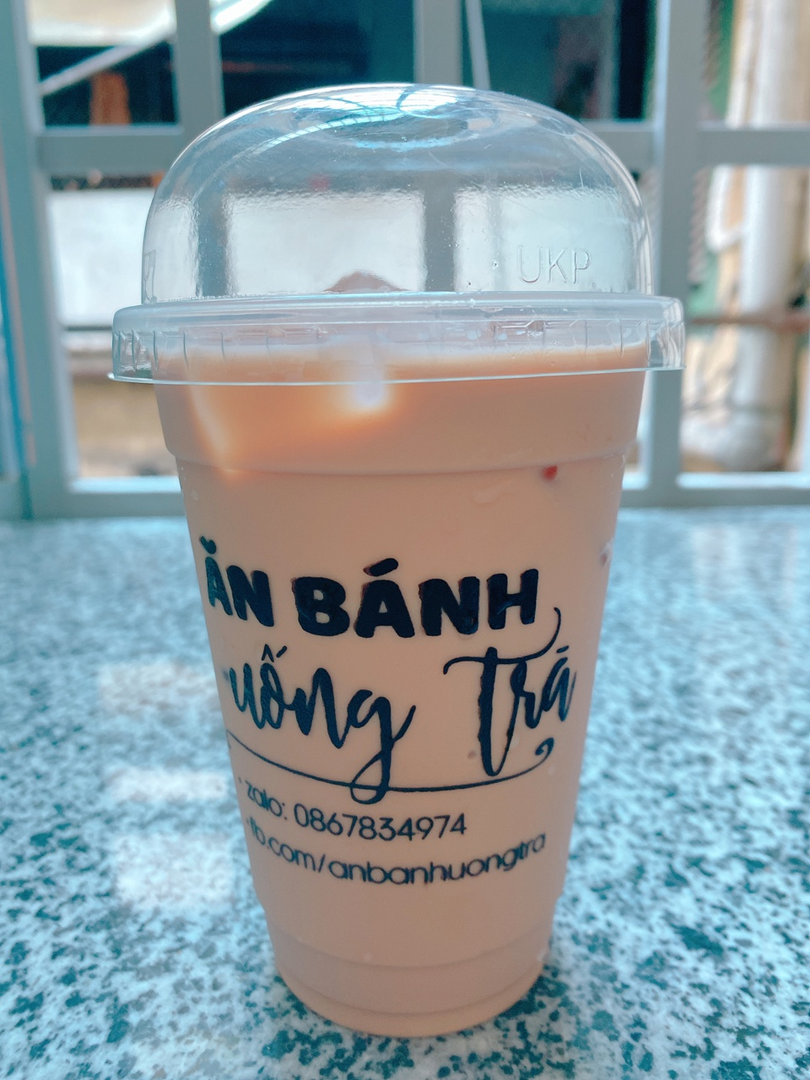 UKP
ĂN BÁNH
uống trà
zalo: 0867834974
fb.com/anbanhuongtra